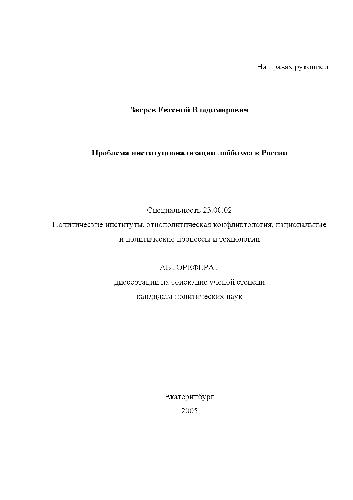 На правах рукописи
Зверев Евгений Владимирович
Проблема институционализации лоббизма в России
Специальность 23.00.02
Политические институты, этнополитическая конфликтология, национальные
и политические процессы и технологии
АВТОРЕФЕРАТ
диссертации на соискание ученой степени
кандидата политических наук
Екатеринбург
2005